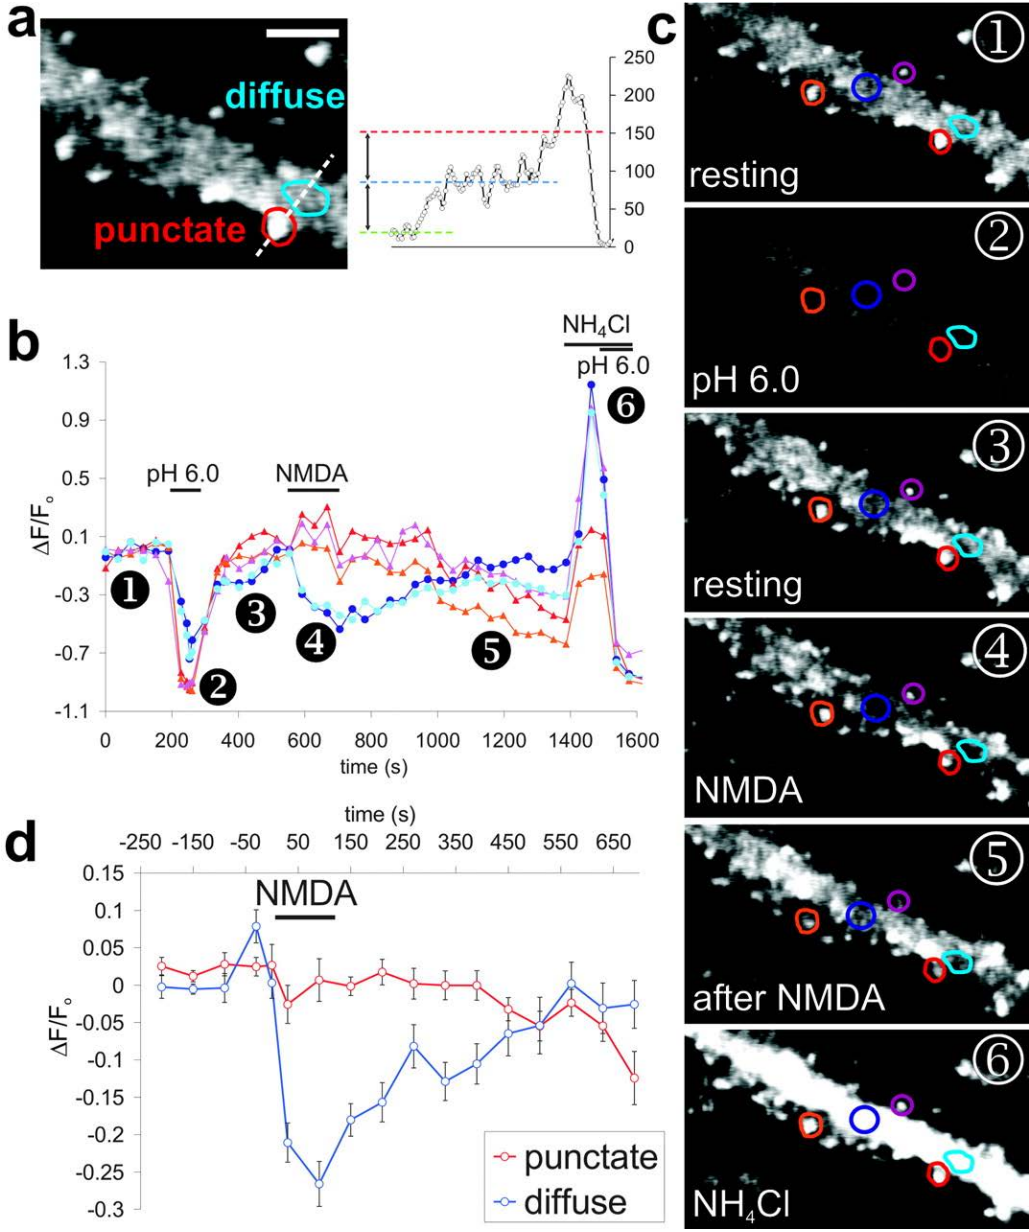 a
diffuse
punctate
250
200
150
100
50
0
b
NH₄Cl
pH 6.0
6
pH 6.0
NMDA
1.3
0.9
0.5
0.1
-0.3
-0.7
-1.1
ΔF/Fₒ
1
2
3
4
5
0 200 400 600 800 1000 1200 1400 1600
time (s)
c
1
resting
2
pH 6.0
3
resting
4
NMDA
5
after NMDA
6
NH₄Cl
d
time (s)
-250 -150 -50 50 150 250 350 450 550 650
NMDA
0.15
0.1
0.05
0
-0.05
-0.1
-0.15
-0.2
-0.25
-0.3
ΔF/Fₒ
punctate
diffuse